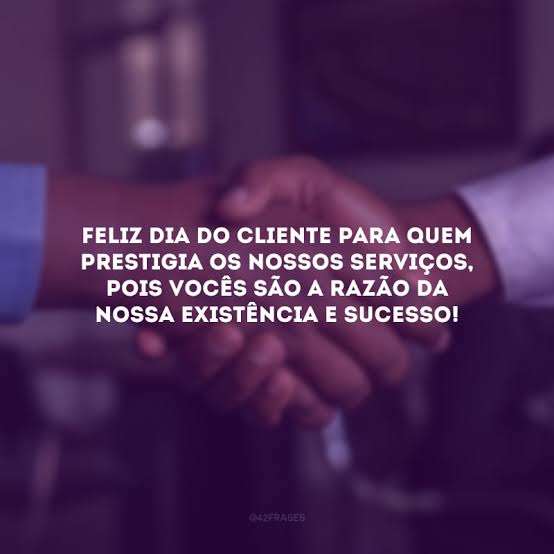 FELIZ DIA DO CLIENTE PARA QUEM
PRESTIGIA OS NOSSOS SERVIÇOS,
POIS VOCÊS SÃO A RAZÃO DA
NOSSA EXISTÊNCIA E SUCESSO!
@42FRASES